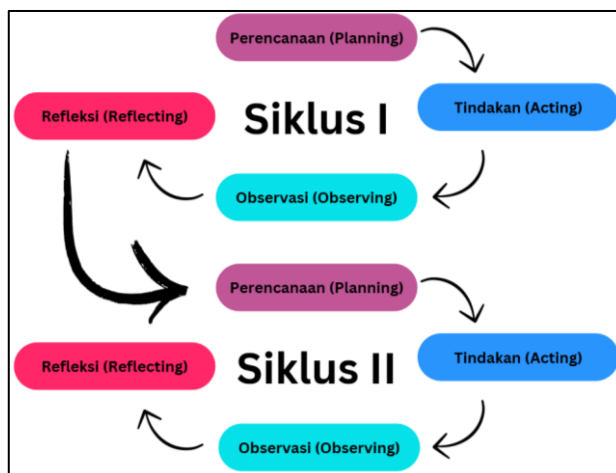 Perencanaan (Planning)
Tindakan (Acting)
Refleksi (Reflecting)
Siklus I
Observasi (Observing)
Perencanaan (Planning)
Tindakan (Acting)
Refleksi (Reflecting)
Siklus II
Observasi (Observing)